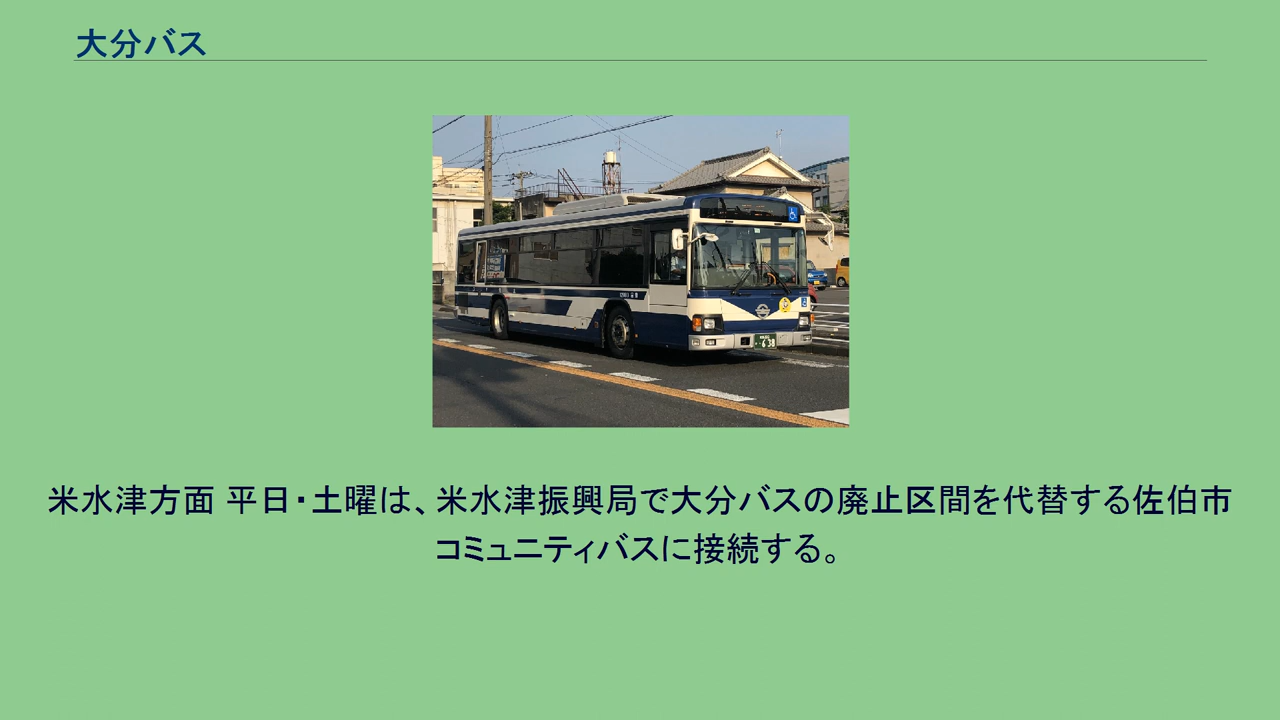 大分バス
638
米水津方面 平日・土曜は、米水津振興局で大分バスの廃止区間を代替する佐伯市
コミュニティバスに接続する。